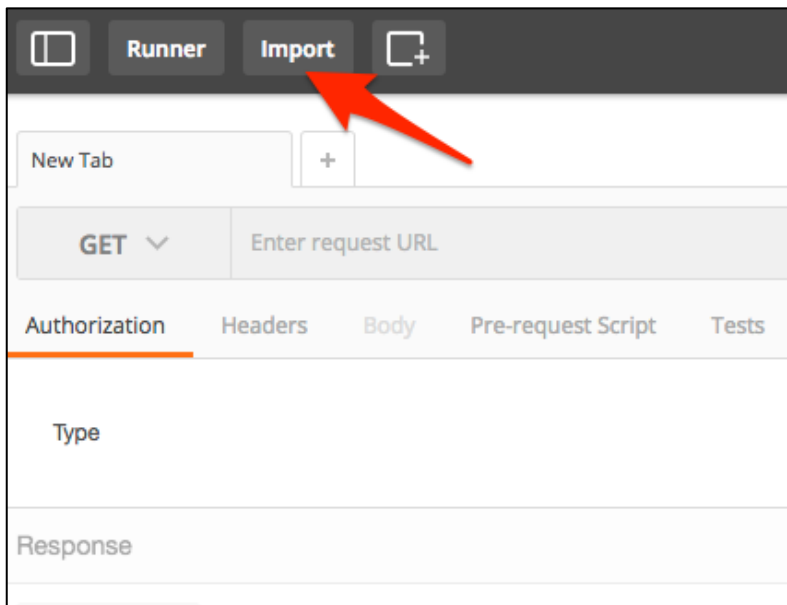 Runner Import
New Tab +
GET Enter request URL
Authorization Headers Body Pre-request Script Tests
Type
Response